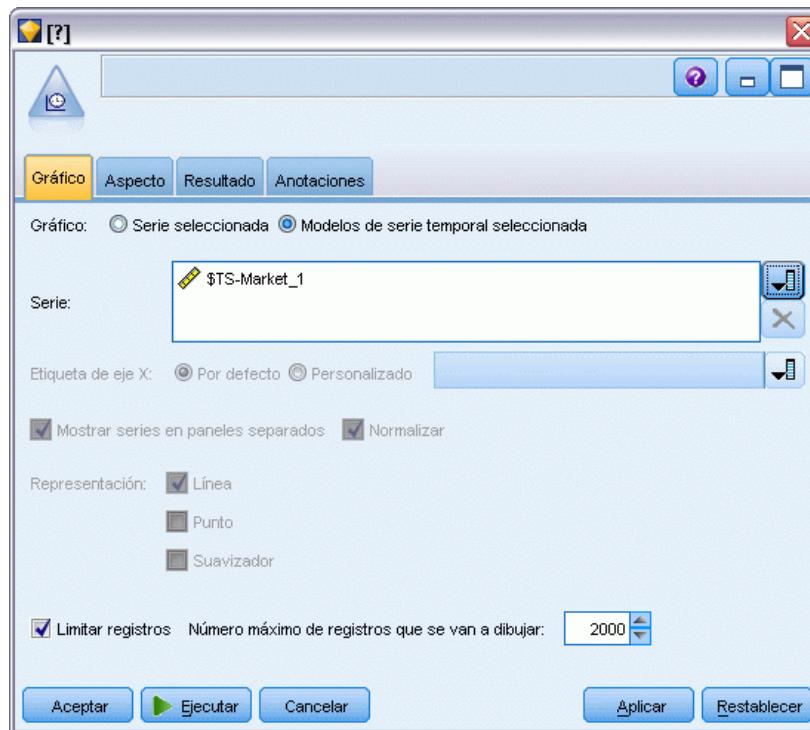 [?]
Gráfico Aspecto Resultado Anotaciones
Gráfico: Serie seleccionada Modelos de serie temporal seleccionada
Serie: $TS-Market_1
Etiqueta de eje X: Por defecto Personalizado
Mostrar series en paneles separados Normalizar
Representación: Línea
Punto
Suavizador
Limitar registros Número máximo de registros que se van a dibujar: 2000
Aceptar Ejecutar Cancelar Aplicar Restablecer